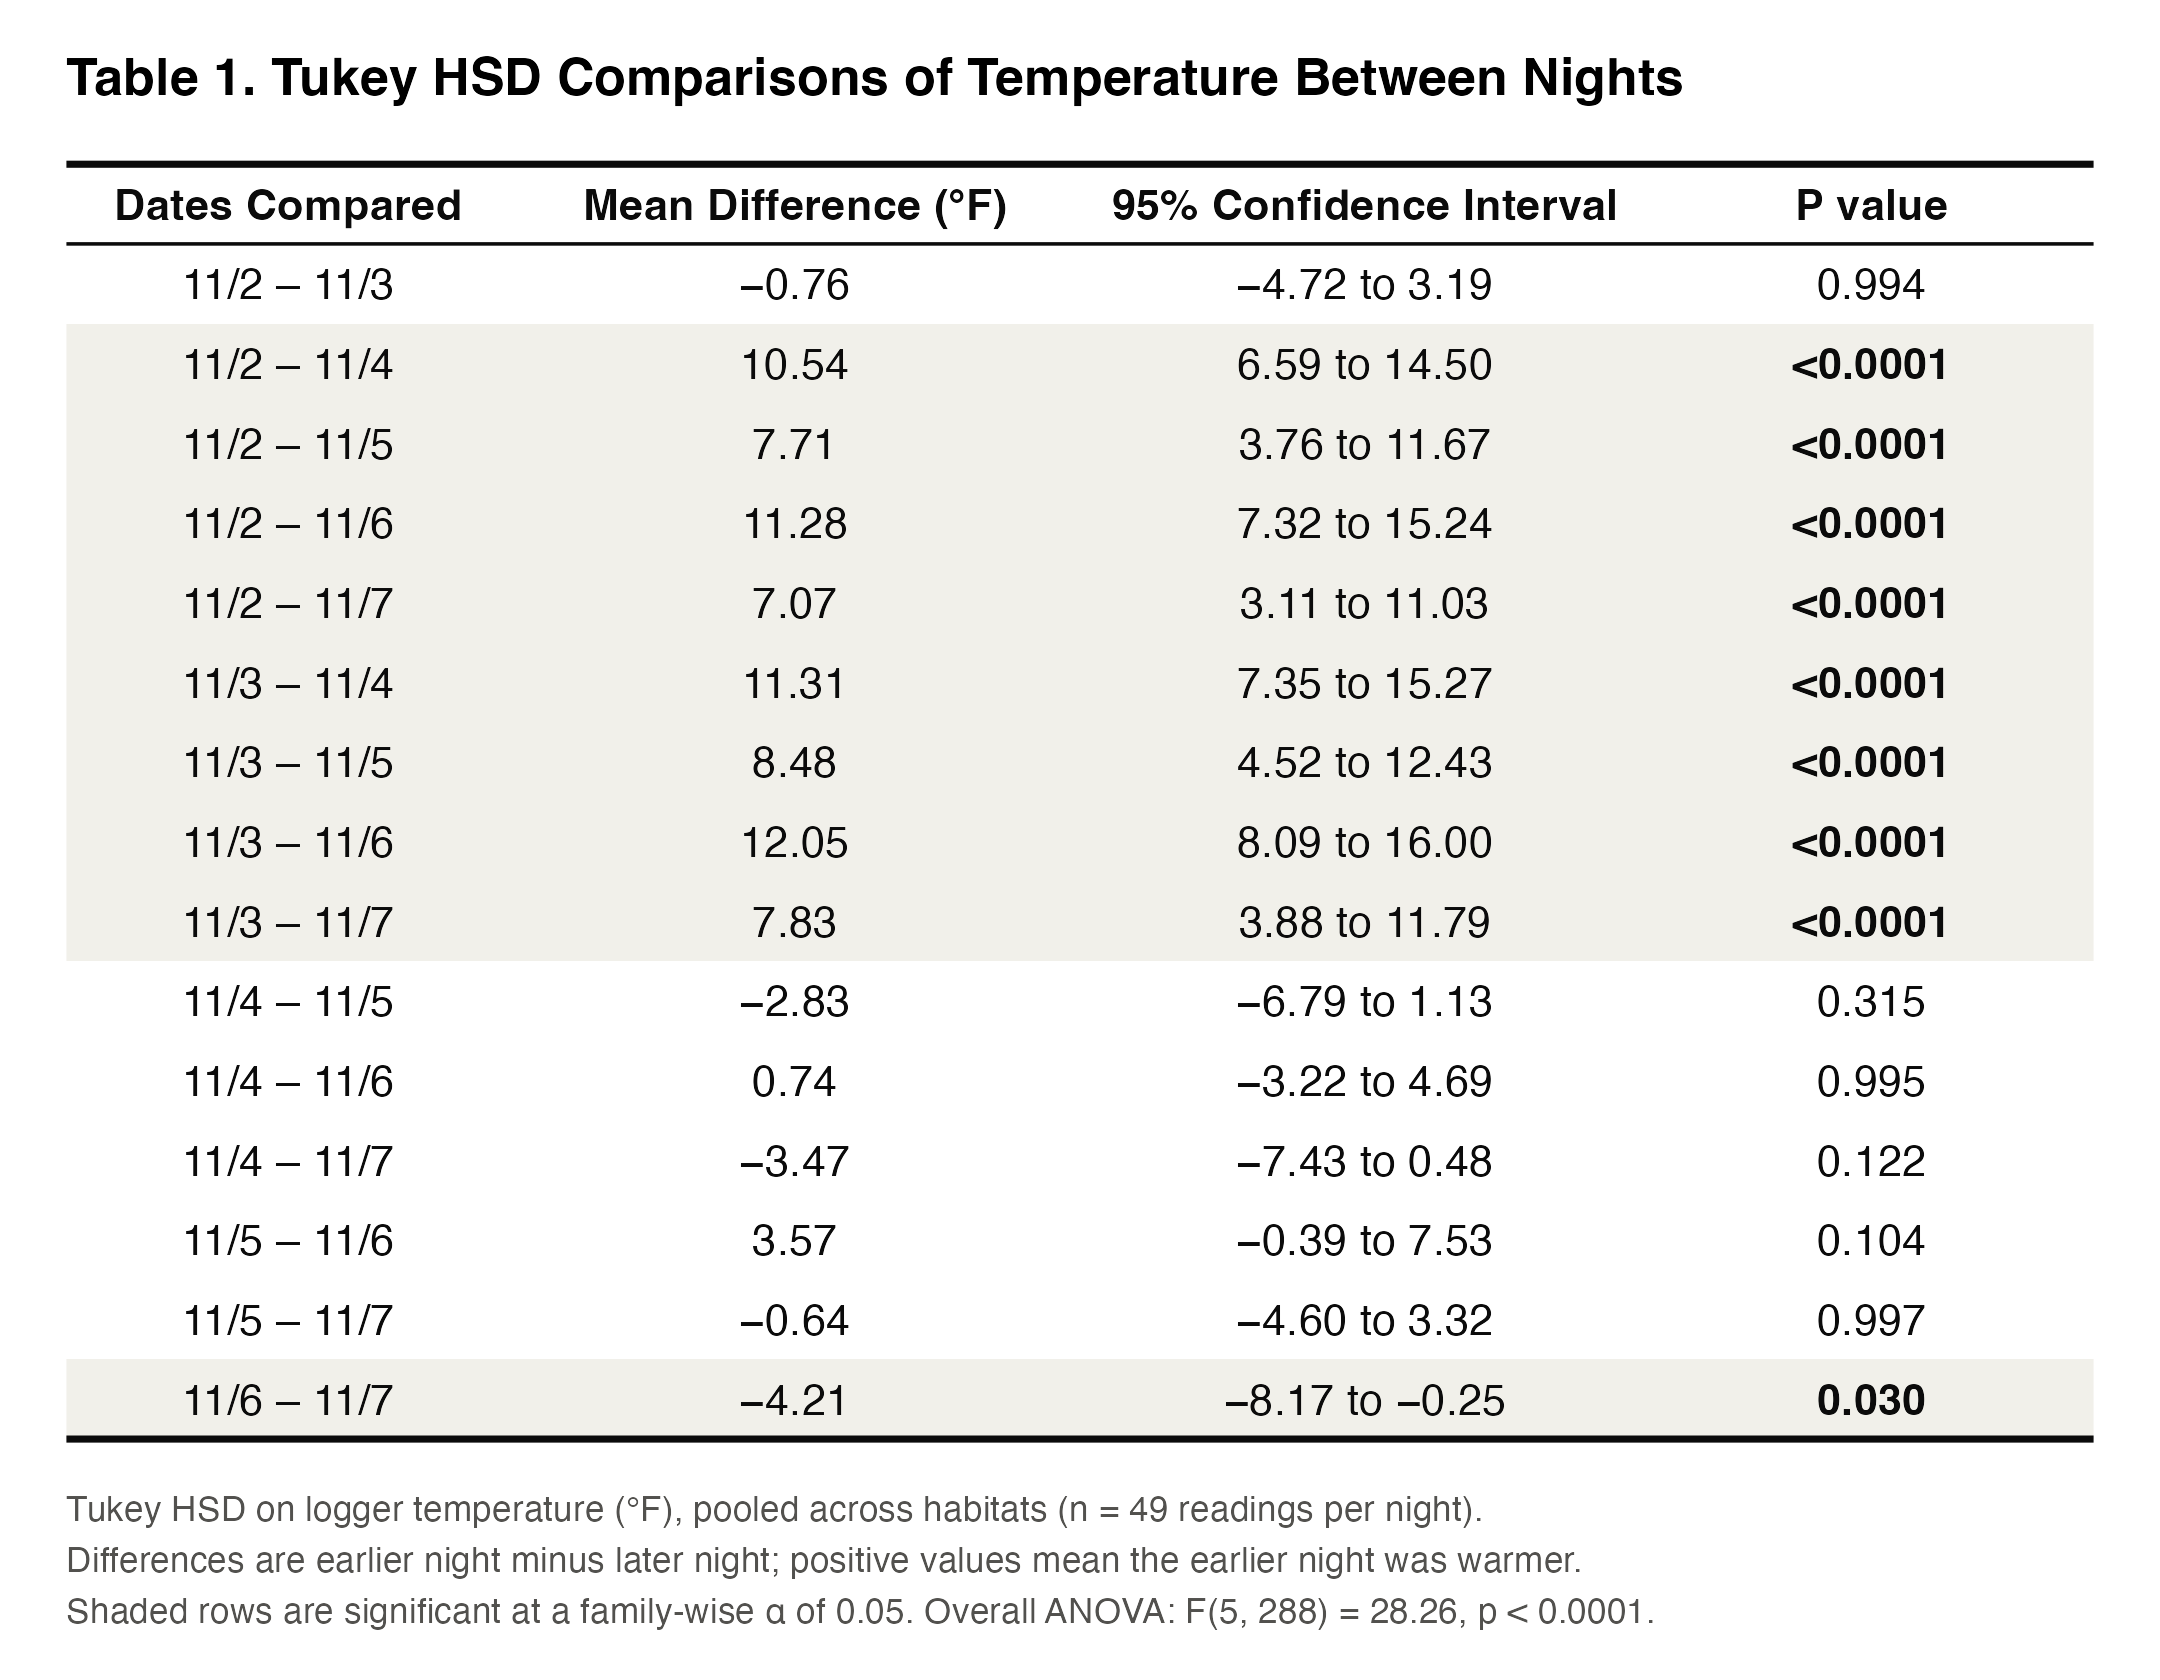 Table 1. Tukey HSD Comparisons of Temperature Between Nights
Dates Compared Mean Difference (°F) 95% Confidence Interval P value
11/2 – 11/3 −0.76 −4.72 to 3.19 0.994
11/2 – 11/4 10.54 6.59 to 14.50 <0.0001
11/2 – 11/5 7.71 3.76 to 11.67 <0.0001
11/2 – 11/6 11.28 7.32 to 15.24 <0.0001
11/2 – 11/7 7.07 3.11 to 11.03 <0.0001
11/3 – 11/4 11.31 7.35 to 15.27 <0.0001
11/3 – 11/5 8.48 4.52 to 12.43 <0.0001
11/3 – 11/6 12.05 8.09 to 16.00 <0.0001
11/3 – 11/7 7.83 3.88 to 11.79 <0.0001
11/4 – 11/5 −2.83 −6.79 to 1.13 0.315
11/4 – 11/6 0.74 −3.22 to 4.69 0.995
11/4 – 11/7 −3.47 −7.43 to 0.48 0.122
11/5 – 11/6 3.57 −0.39 to 7.53 0.104
11/5 – 11/7 −0.64 −4.60 to 3.32 0.997
11/6 – 11/7 −4.21 −8.17 to −0.25 0.030
Tukey HSD on logger temperature (°F), pooled across habitats (n = 49 readings per night).
Differences are earlier night minus later night; positive values mean the earlier night was warmer.
Shaded rows are significant at a family-wise α of 0.05. Overall ANOVA: F(5, 288) = 28.26, p < 0.0001.